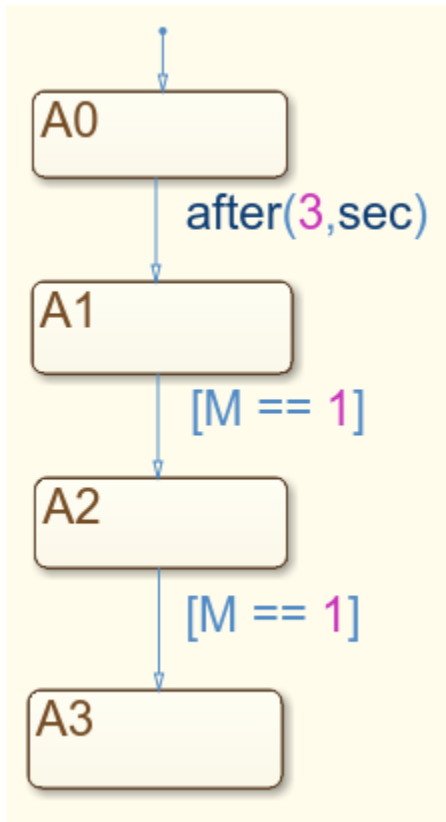 A0
after(3,sec)
A1
[M == 1]
A2
[M == 1]
A3